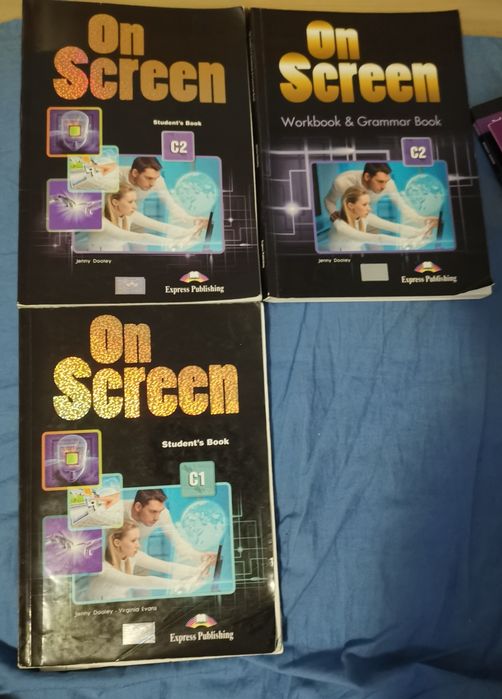 On
Screen
Student's Book
C2
Jenny Dooley
Express Publishing
On
Screen
Workbook & Grammar Book
C2
Jenny Dooley
Express Publishing
On
Screen
Student's Book
C1
Jenny Dooley - Virginia Evans
Express Publishing